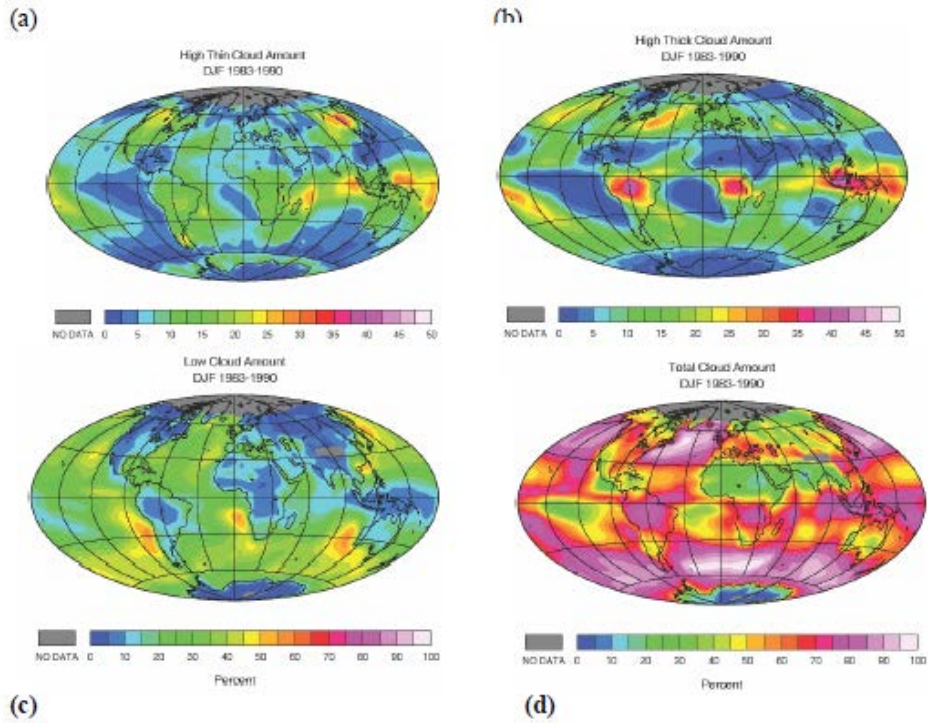 (a)
High Thin Cloud Amount
DJF 1983-1990
NO DATA 0 5 10 15 20 25 30 35 40 45 50
(b)
High Thick Cloud Amount
DJF 1983-1990
NO DATA 0 5 10 15 20 25 30 35 40 45 50
Low Cloud Amount
DJF 1983-1990
NO DATA 0 10 20 30 40 50 60 70 80 90 100
Percent
(c)
Total Cloud Amount
DJF 1983-1990
NO DATA 0 10 20 30 40 50 60 70 80 90 100
Percent
(d)